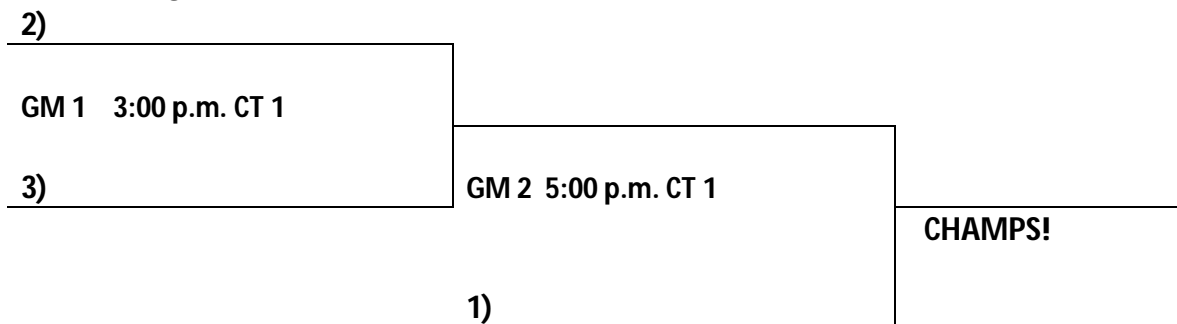 2)
GM 1 3:00 p.m. CT 1
3)
GM 2 5:00 p.m. CT 1
CHAMPS!
1)